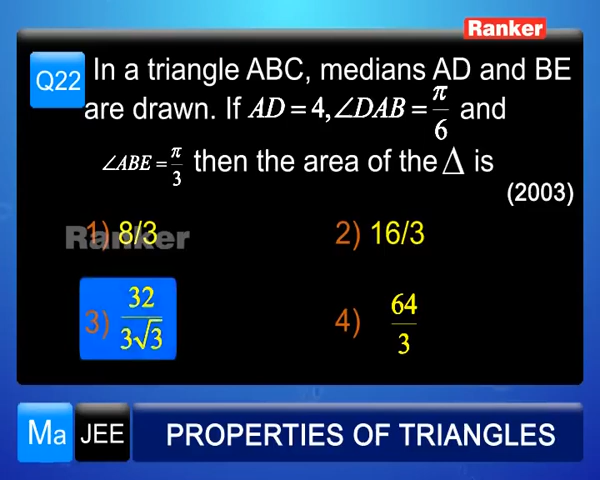 Ranker
Q22 In a triangle ABC, medians AD and BE
are drawn. If AD = 4, ∠DAB = π/6 and
∠ABE = π/3 then the area of the Δ is
(2003)
Ranker
1) 8/3 2) 16/3
3) 32/3√3 4) 64/3
Ma JEE PROPERTIES OF TRIANGLES